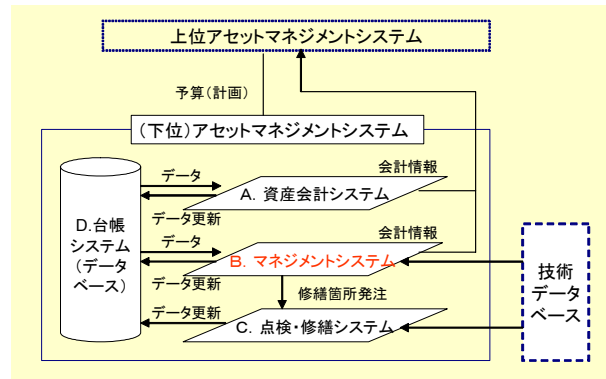 上位アセットマネジメントシステム
予算(計画)
(下位)アセットマネジメントシステム
データ
会計情報
A. 資産会計システム
データ更新
D.台帳
システム
(データ
ベース)
データ
会計情報
B. マネジメントシステム
データ更新
修繕箇所発注
データ更新
C. 点検・修繕システム
技術
データ
ベース